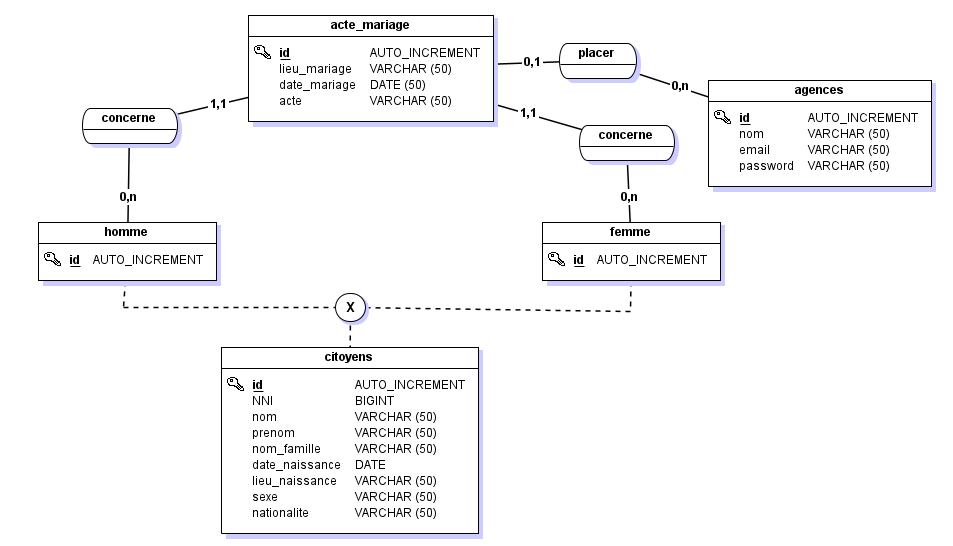 acte_mariage
id AUTO_INCREMENT
lieu_mariage VARCHAR (50)
date_mariage DATE (50)
acte VARCHAR (50)
0,1
placer
0,n
agences
id AUTO_INCREMENT
nom VARCHAR (50)
email VARCHAR (50)
password VARCHAR (50)
1,1
concerne
1,1
concerne
0,n
0,n
homme
id AUTO_INCREMENT
femme
id AUTO_INCREMENT
X
citoyens
id AUTO_INCREMENT
NNI BIGINT
nom VARCHAR (50)
prenom VARCHAR (50)
nom_famille VARCHAR (50)
date_naissance DATE
lieu_naissance VARCHAR (50)
sexe VARCHAR (50)
nationalite VARCHAR (50)